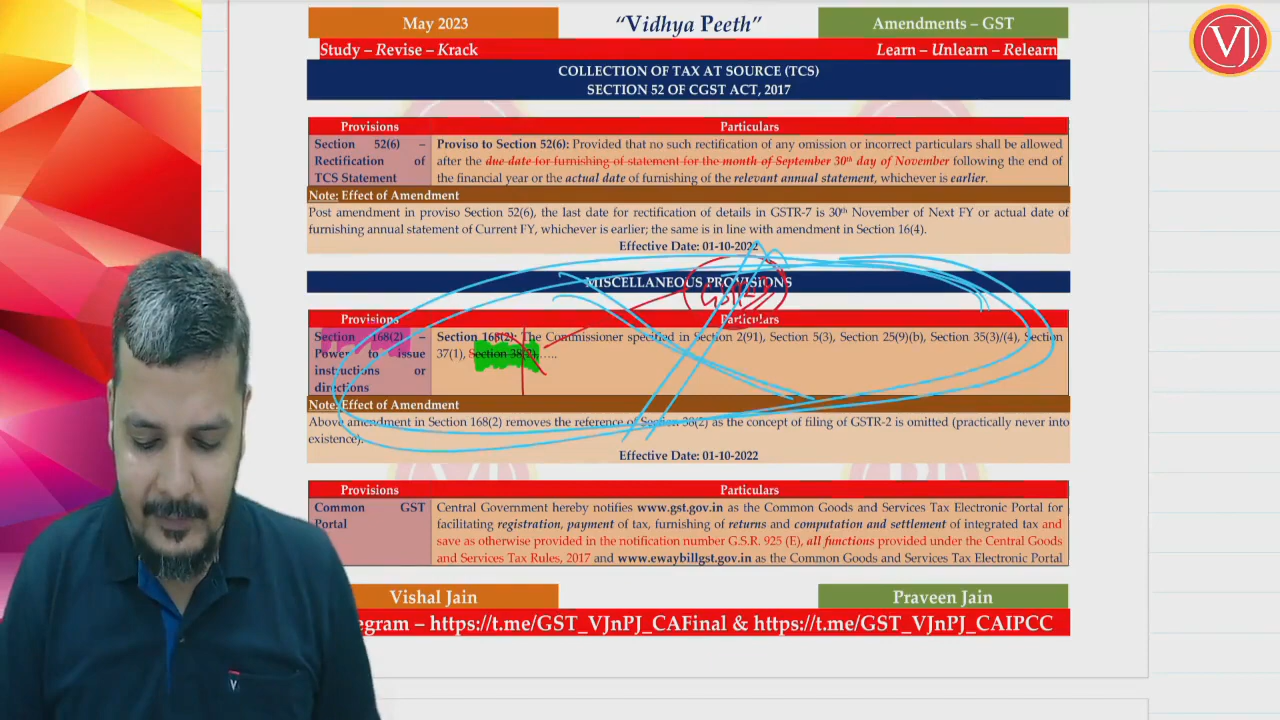 May 2023
“Vidhya Peeth”
Amendments – GST
VJ
Study – Revise – Krack
Learn – Unlearn – Relearn
COLLECTION OF TAX AT SOURCE (TCS)
SECTION 52 OF CGST ACT, 2017
Provisions
Particulars
Section 52(6) –
Rectification of
TCS Statement
Proviso to Section 52(6): Provided that no such rectification of any omission or incorrect particulars shall be allowed
after the due date for furnishing of statement for the month of September 30th day of November following the end of
the financial year or the actual date of furnishing of the relevant annual statement, whichever is earlier.
Note: Effect of Amendment
Post amendment in proviso Section 52(6), the last date for rectification of details in GSTR-7 is 30th November of Next FY or actual date of
furnishing annual statement of Current FY, whichever is earlier; the same is in line with amendment in Section 16(4).
Effective Date: 01-10-2022
MISCELLANEOUS PROVISIONS
Provisions
Particulars
Section 168(2) –
Power to issue
instructions or
directions
Section 168(2): The Commissioner specified in Section 2(91), Section 5(3), Section 25(9)(b), Section 35(3)/(4), Section
37(1), Section 38(2),…..
Note: Effect of Amendment
Above amendment in Section 168(2) removes the reference of Section 38(2) as the concept of filing of GSTR-2 is omitted (practically never into
existence).
Effective Date: 01-10-2022
Provisions
Particulars
Common GST
Portal
Central Government hereby notifies www.gst.gov.in as the Common Goods and Services Tax Electronic Portal for
facilitating registration, payment of tax, furnishing of returns and computation and settlement of integrated tax and
save as otherwise provided in the notification number G.S.R. 925 (E), all functions provided under the Central Goods
and Services Tax Rules, 2017 and www.ewaybillgst.gov.in as the Common Goods and Services Tax Electronic Portal
Vishal Jain
Praveen Jain
egram – https://t.me/GST_VJnPJ_CAFinal & https://t.me/GST_VJnPJ_CAIPCC